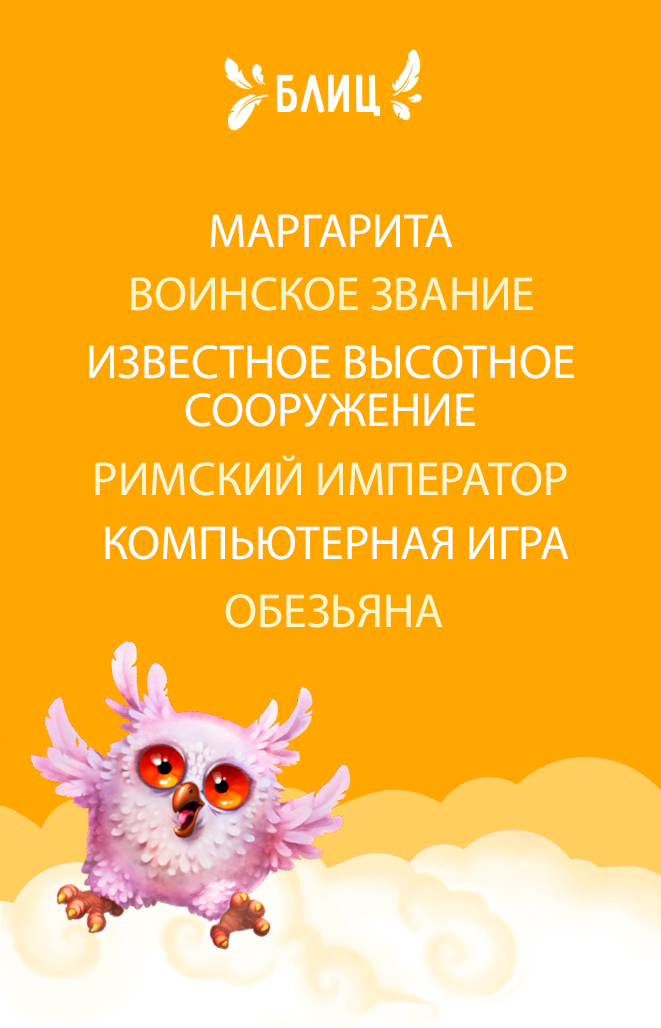 БЛИЦ
МАРГАРИТА
ВОИНСКОЕ ЗВАНИЕ
ИЗВЕСТНОЕ ВЫСОТНОЕ
СООРУЖЕНИЕ
РИМСКИЙ ИМПЕРАТОР
КОМПЬЮТЕРНАЯ ИГРА
ОБЕЗЬЯНА